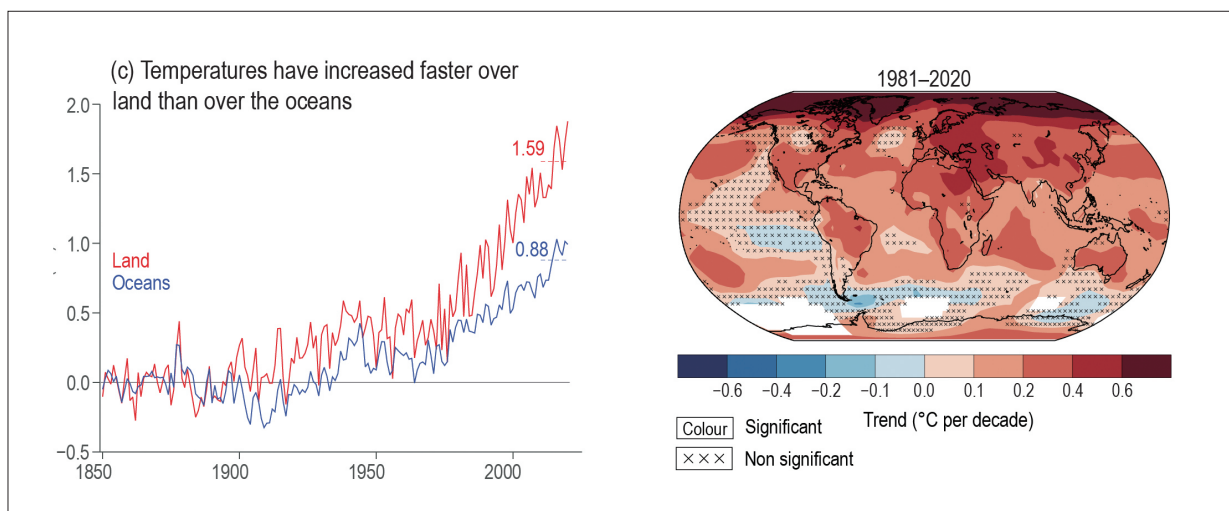 (c) Temperatures have increased faster over
land than over the oceans
2.0
1.5
1.0
0.5
0.0
−0.5
1.59
0.88
Land
Oceans
1850
1900
1950
2000
1981–2020
−0.6
−0.4
−0.2
−0.1
0.0
0.1
0.2
0.4
0.6
Trend (°C per decade)
Colour
Significant
× × ×
Non significant